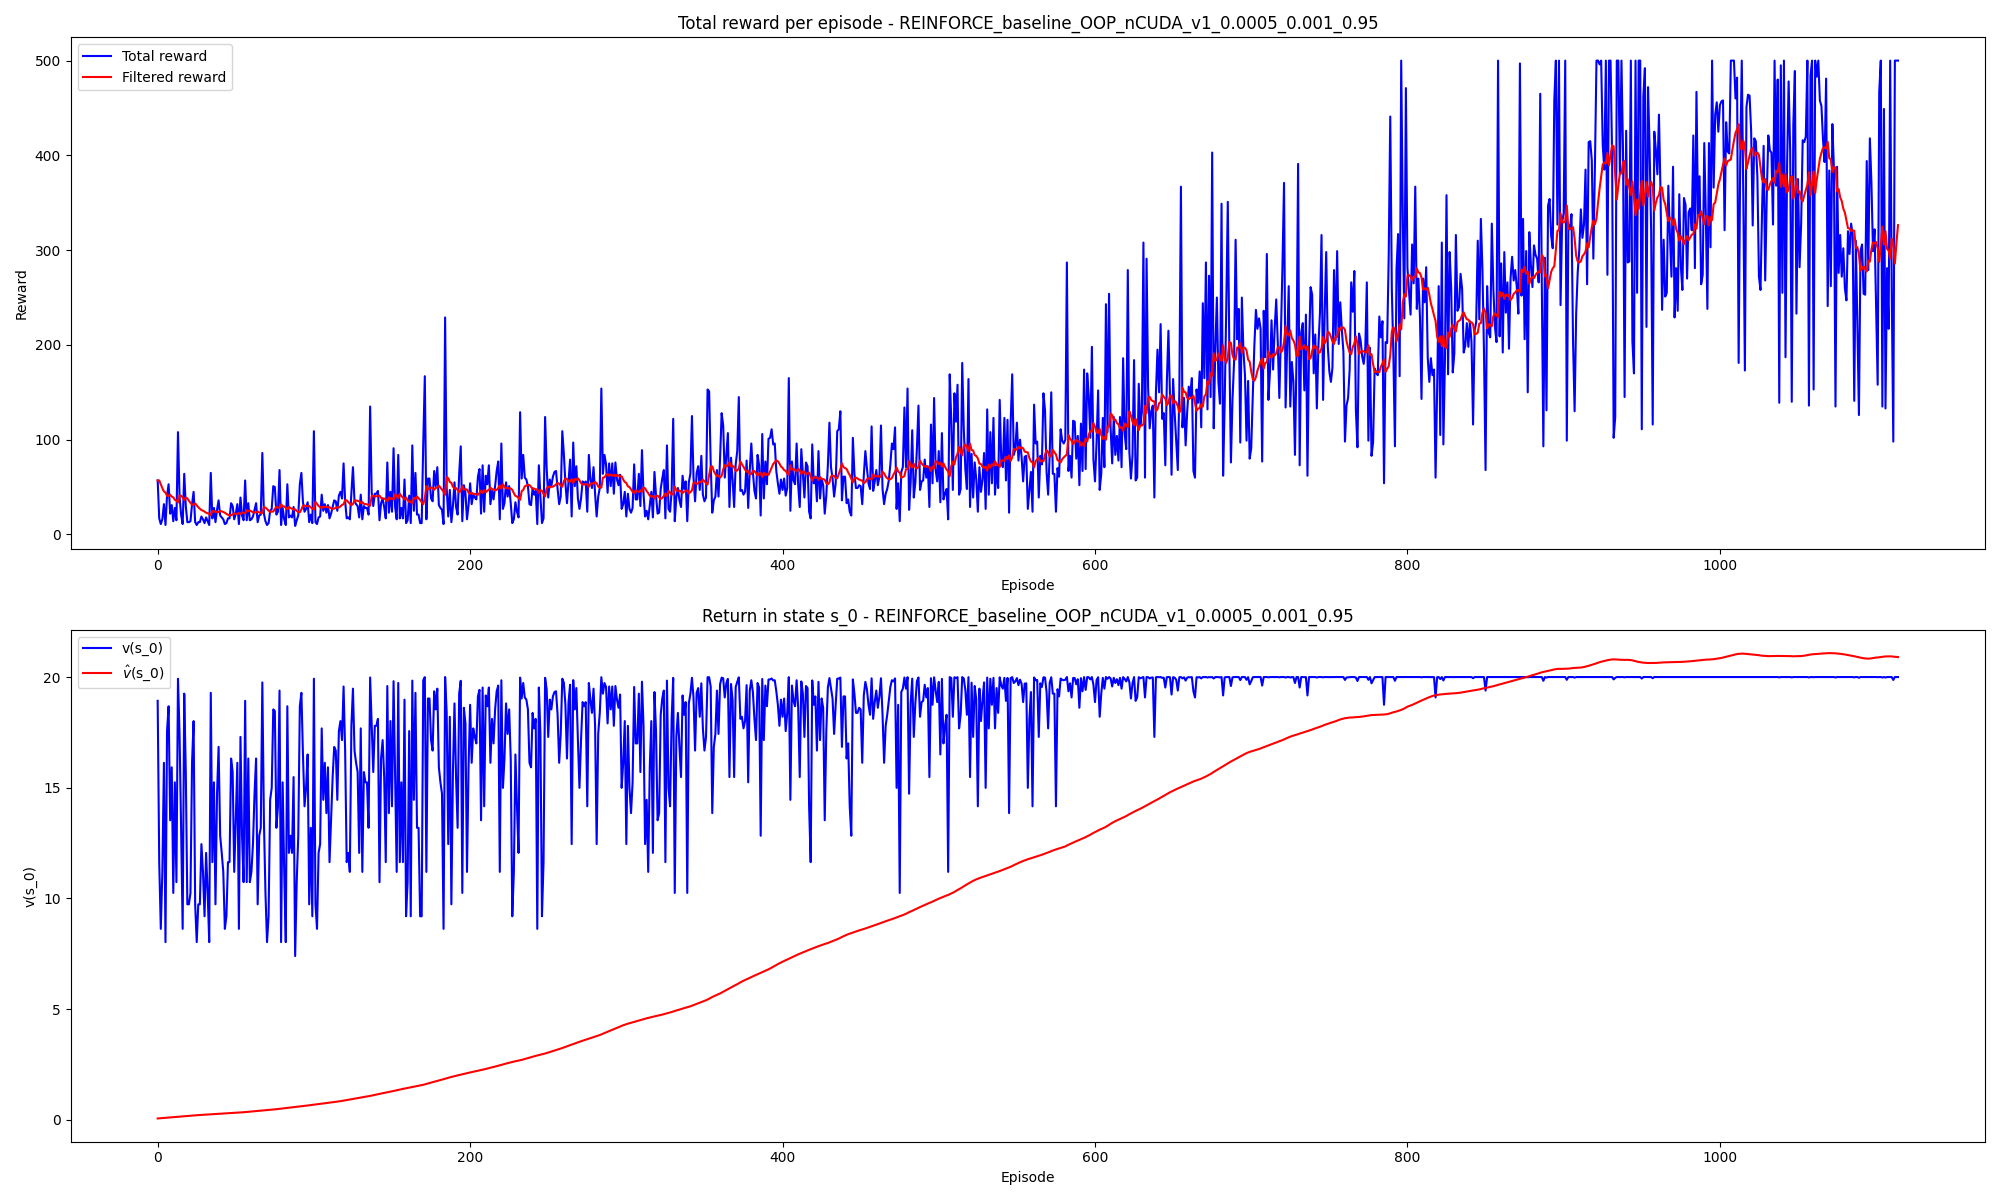 Total reward per episode - REINFORCE_baseline_OOP_nCUDA_v1_0.0005_0.001_0.95
Total reward
Filtered reward
Reward
500
400
300
200
100
0
0 200 400 600 800 1000
Episode
Return in state s_0 - REINFORCE_baseline_OOP_nCUDA_v1_0.0005_0.001_0.95
v(s_0)
v̂(s_0)
v(s_0)
20
15
10
5
0
0 200 400 600 800 1000
Episode